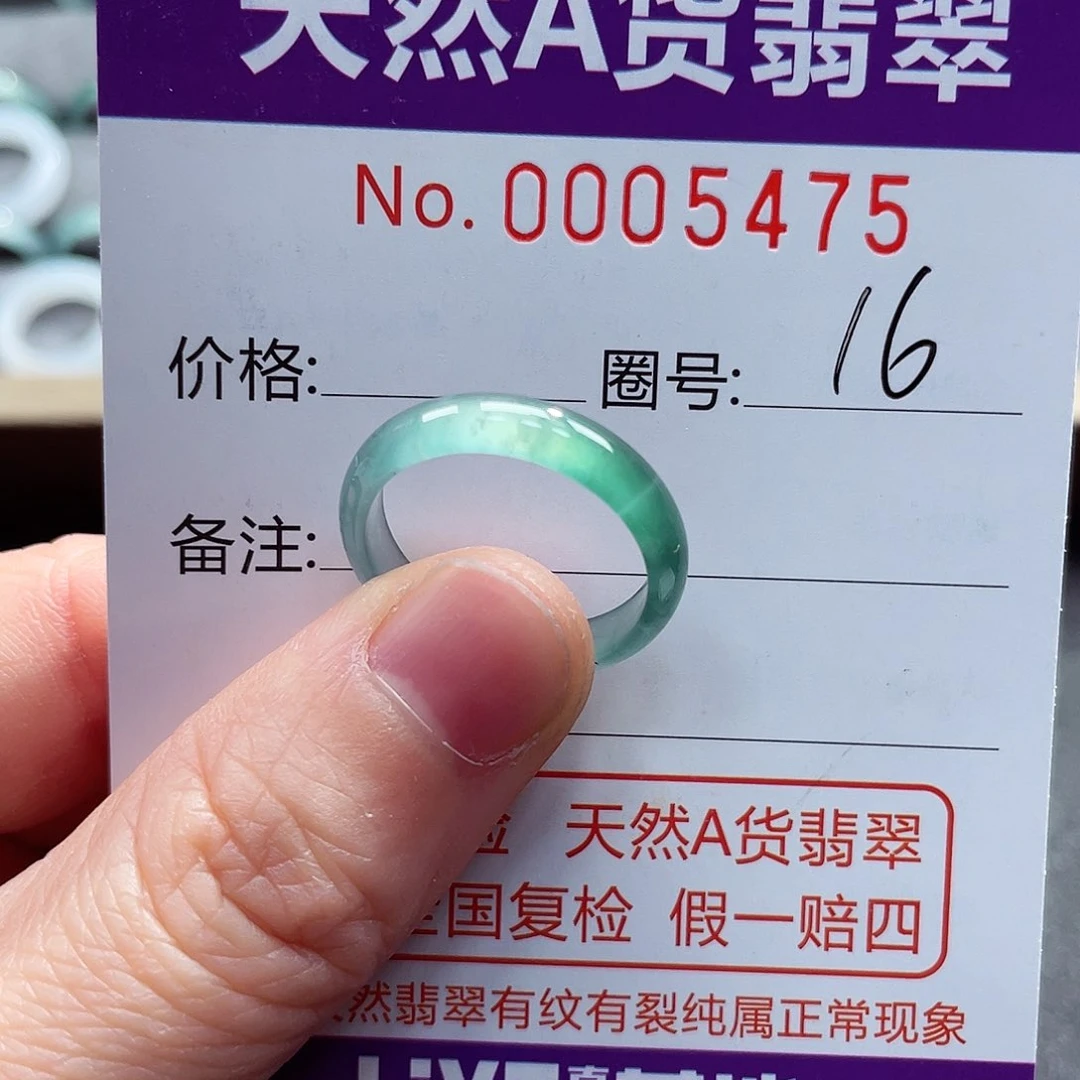 天然A货翡翠
No. 0005475
价格: 圈号: 16
备注:
天然A货翡翠
国复检 假一赔四
然翡翠有纹有裂纯属正常现象